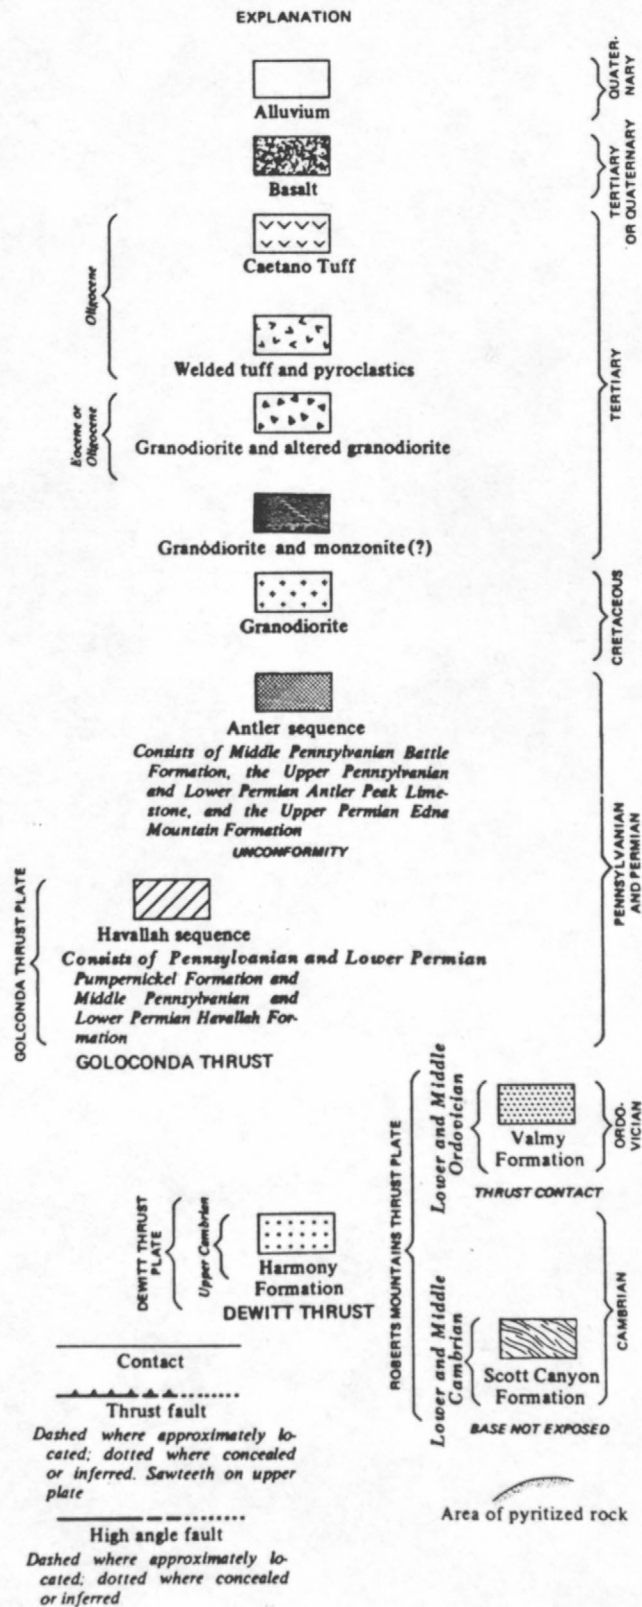 EXPLANATION
Alluvium
QUATER-
NARY
Basalt
TERTIARY
OR QUATERNARY
Caetano Tuff
Oligocene
Welded tuff and pyroclastics
Granodiorite and altered granodiorite
Eocene or
Oligocene
Granodiorite and monzonite(?)
TERTIARY
Granodiorite
CRETACEOUS
Antler sequence
Consists of Middle Pennsylvanian Battle
Formation, the Upper Pennsylvanian
and Lower Permian Antler Peak Lime-
stone, and the Upper Permian Edna
Mountain Formation
UNCONFORMITY
PENNSYLVANIAN
AND PERMIAN
GOLCONDA THRUST PLATE
Havallah sequence
Consists of Pennsylvanian and Lower Permian
Pumpernickel Formation and
Middle Pennsylvanian and
Lower Permian Havallah For-
mation
GOLOCONDA THRUST
ROBERTS MOUNTAINS THRUST PLATE
Lower and Middle
Ordovician
Valmy
Formation
ORDO-
VICIAN
THRUST CONTACT
DEWITT THRUST
PLATE
Upper Cambrian
Harmony
Formation
DEWITT THRUST
Lower and Middle
Cambrian
Scott Canyon
Formation
CAMBRIAN
BASE NOT EXPOSED
Contact
Thrust fault
Dashed where approximately lo-
cated; dotted where concealed
or inferred. Sawteeth on upper
plate
Area of pyritized rock
High angle fault
Dashed where approximately lo-
cated; dotted where concealed
or inferred